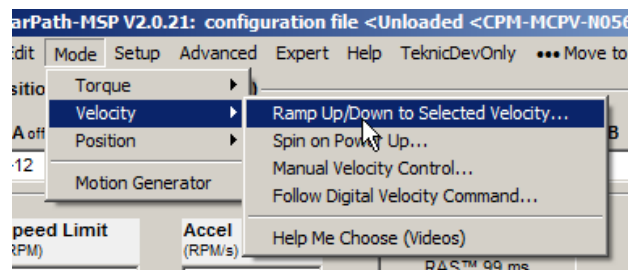 arPath-MSP V2.0.21: configuration file <Unloaded <CPM-MCPV-N056
Edit Mode Setup Advanced Expert Help TeknicDevOnly ••• Move to
sitio
Torque
Velocity
Ramp Up/Down to Selected Velocity...
A off
Position
Spin on Power Up...
B
-12
Motion Generator
Manual Velocity Control...
Follow Digital Velocity Command...
peed Limit
Accel
Help Me Choose (Videos)
RPM)
(RPM/s)
RAS™ 99 ms